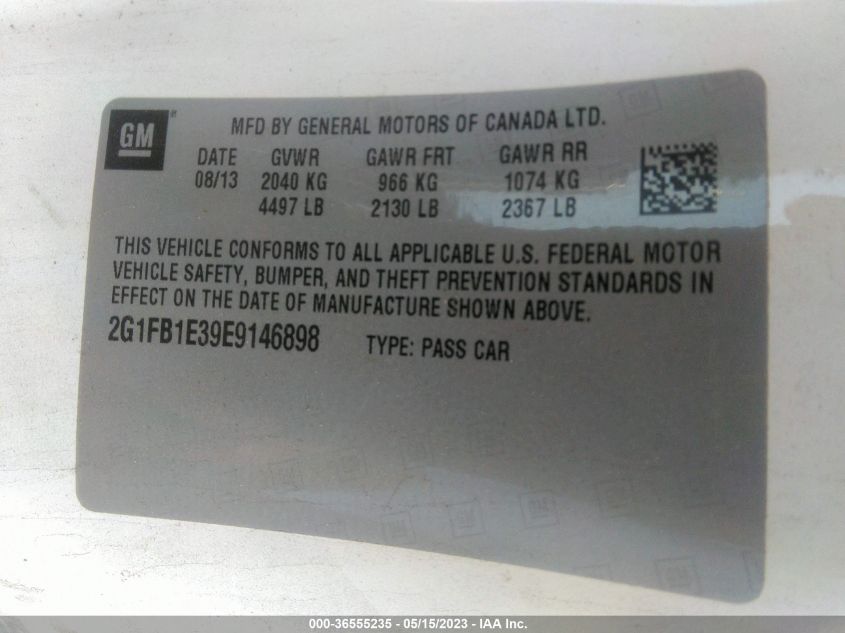 GM
MFD BY GENERAL MOTORS OF CANADA LTD.
DATE GVWR GAWR FRT GAWR RR
08/13 2040 KG 966 KG 1074 KG
4497 LB 2130 LB 2367 LB
THIS VEHICLE CONFORMS TO ALL APPLICABLE U.S. FEDERAL MOTOR
VEHICLE SAFETY, BUMPER, AND THEFT PREVENTION STANDARDS IN
EFFECT ON THE DATE OF MANUFACTURE SHOWN ABOVE.
2G1FB1E39E9146898 TYPE: PASS CAR
000-36555235 - 05/15/2023 - IAA Inc.